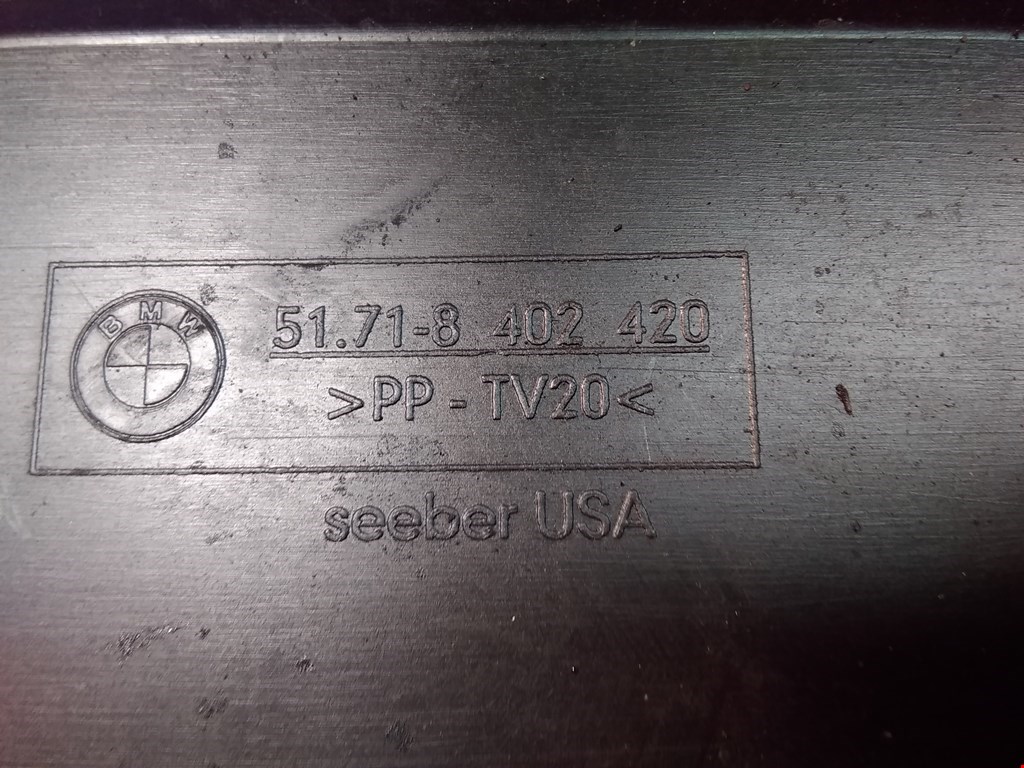 BMW
51.71-8 402 420
>PP - TV20<
seeber USA